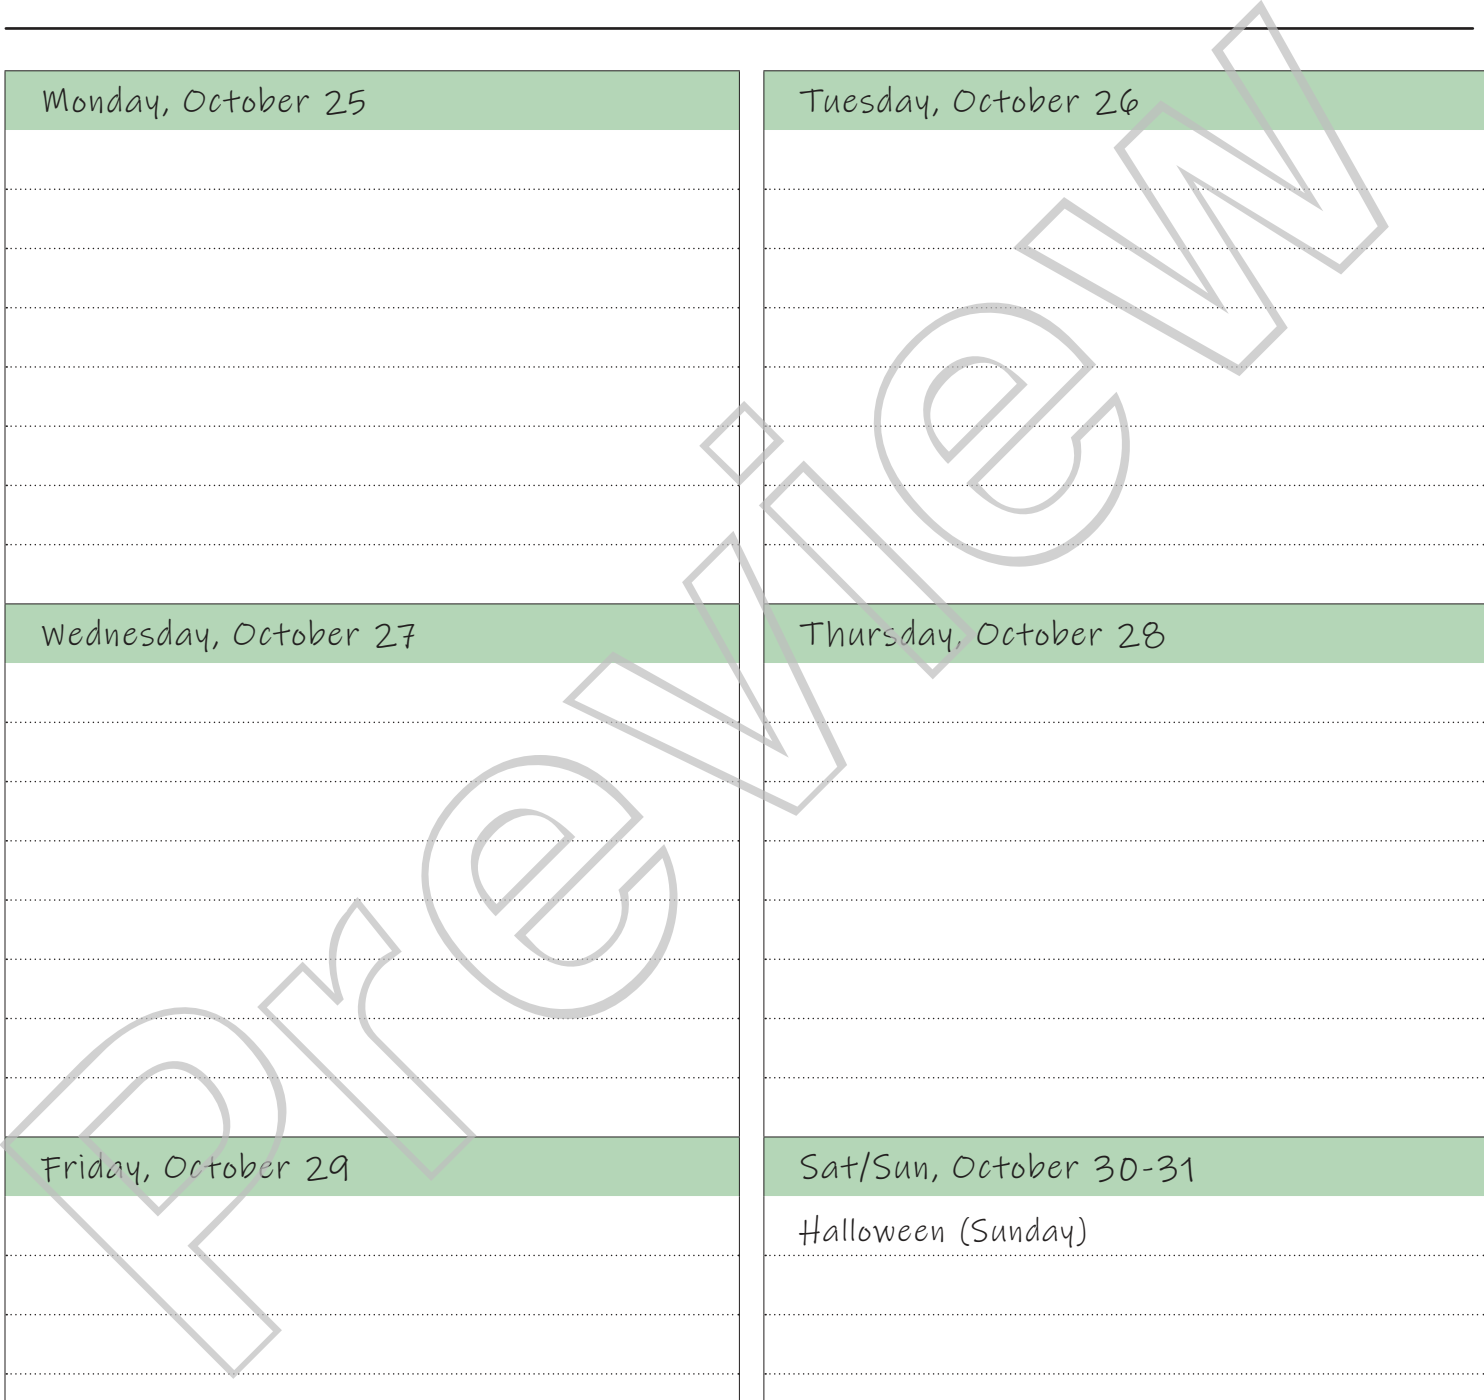 Monday, October 25
Tuesday, October 26
Wednesday, October 27
Thursday, October 28
Friday, October 29
Sat/Sun, October 30-31
Halloween (Sunday)
Preview